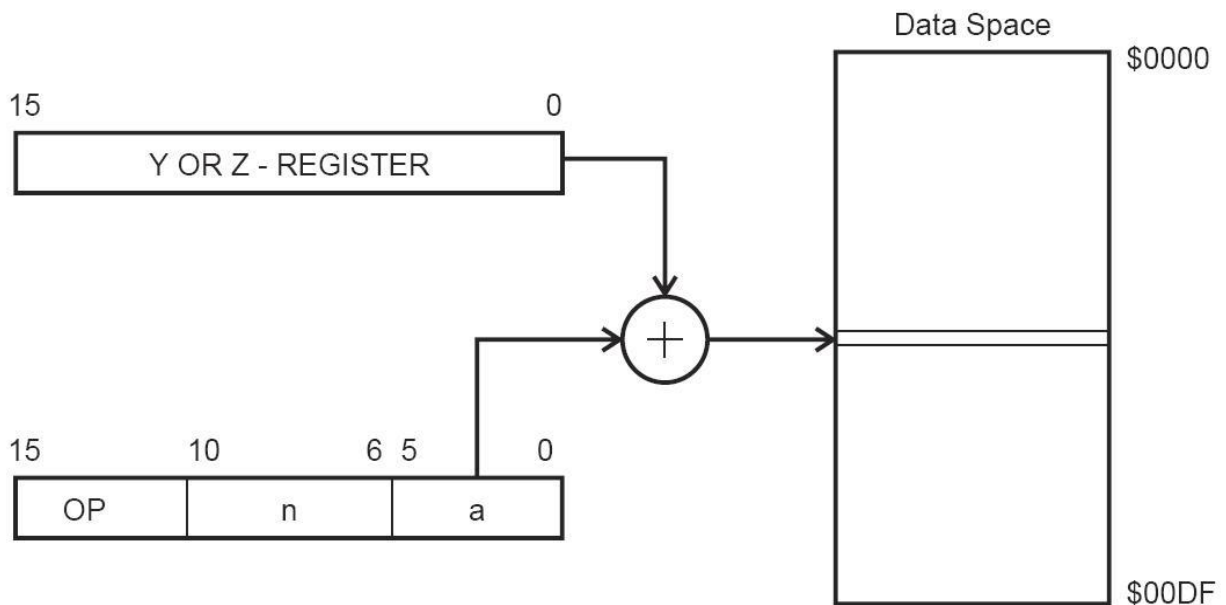 Data Space
$0000
15 0
Y OR Z - REGISTER
+
15 10 6 5 0
OP n a
$00DF